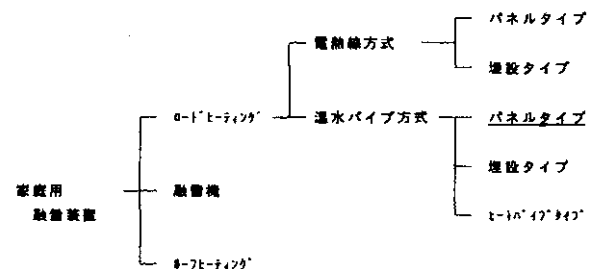 パネルタイプ
電熱線方式
埋設タイプ
ﾛｰﾄﾞﾋｰﾃｨﾝｸﾞ
温水パイプ方式
パネルタイプ
埋設タイプ
ﾋｰﾄﾊﾟｲﾌﾟﾀｲﾌﾟ
家庭用
融雪装置
融雪機
ﾙｰﾌﾋｰﾃｨﾝｸﾞ